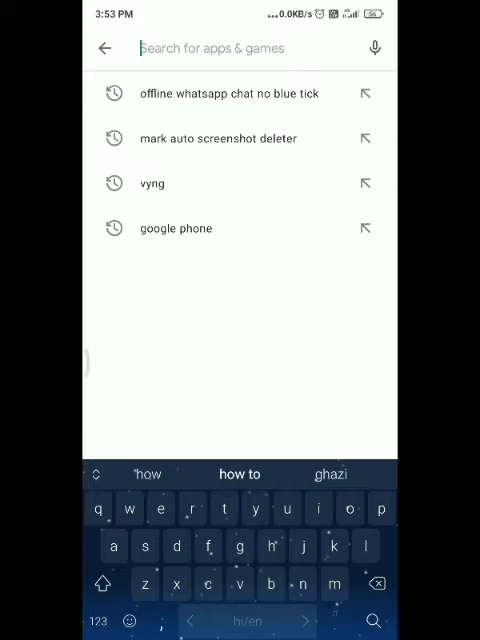 3:53 PM ...0.0KB/s 56
Search for apps & games
offline whatsapp chat no blue tick
mark auto screenshot deleter
vyng
google phone
how how to ghazi
q w e r t y u i o p
a s d f g h j k l
z x c v b n m
123 , hi/en